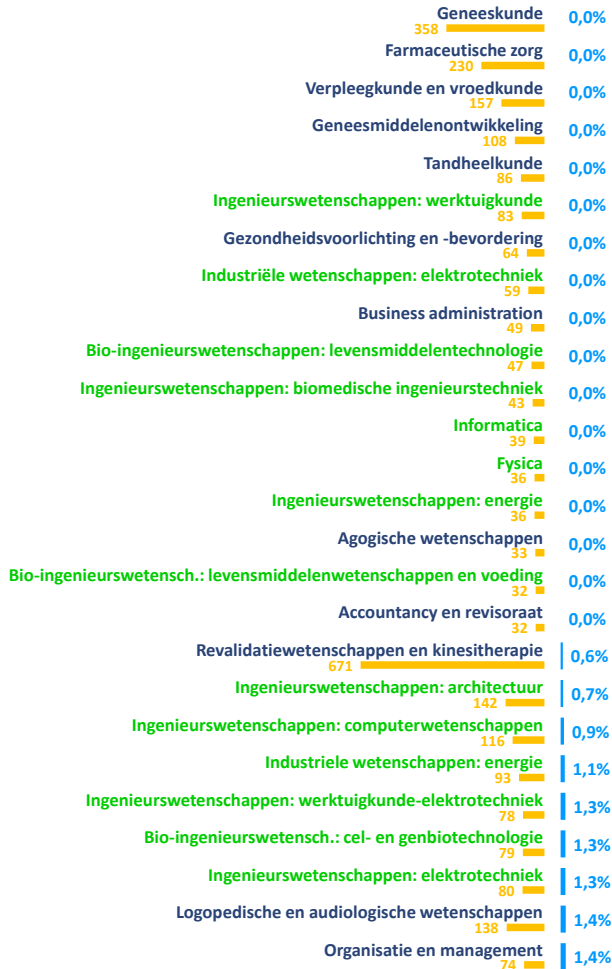 Geneeskunde
358 0,0%
Farmaceutische zorg
230 0,0%
Verpleegkunde en vroedkunde
157 0,0%
Geneesmiddelenontwikkeling
108 0,0%
Tandheelkunde
86 0,0%
Ingenieurswetenschappen: werktuigkunde
83 0,0%
Gezondheidsvoorlichting en -bevordering
64 0,0%
Industriële wetenschappen: elektrotechniek
59 0,0%
Business administration
49 0,0%
Bio-ingenieurswetenschappen: levensmiddelentechnologie
47 0,0%
Ingenieurswetenschappen: biomedische ingenieurstechniek
43 0,0%
Informatica
39 0,0%
Fysica
36 0,0%
Ingenieurswetenschappen: energie
36 0,0%
Agogische wetenschappen
33 0,0%
Bio-ingenieurswetensch.: levensmiddelenwetenschappen en voeding
32 0,0%
Accountancy en revisoraat
32 0,0%
Revalidatiewetenschappen en kinesitherapie
671 0,6%
Ingenieurswetenschappen: architectuur
142 0,7%
Ingenieurswetenschappen: computerwetenschappen
116 0,9%
Industriele wetenschappen: energie
93 1,1%
Ingenieurswetenschappen: werktuigkunde-elektrotechniek
78 1,3%
Bio-ingenieurswetensch.: cel- en genbiotechnologie
79 1,3%
Ingenieurswetenschappen: elektrotechniek
80 1,3%
Logopedische en audiologische wetenschappen
138 1,4%
Organisatie en management
74 1,4%